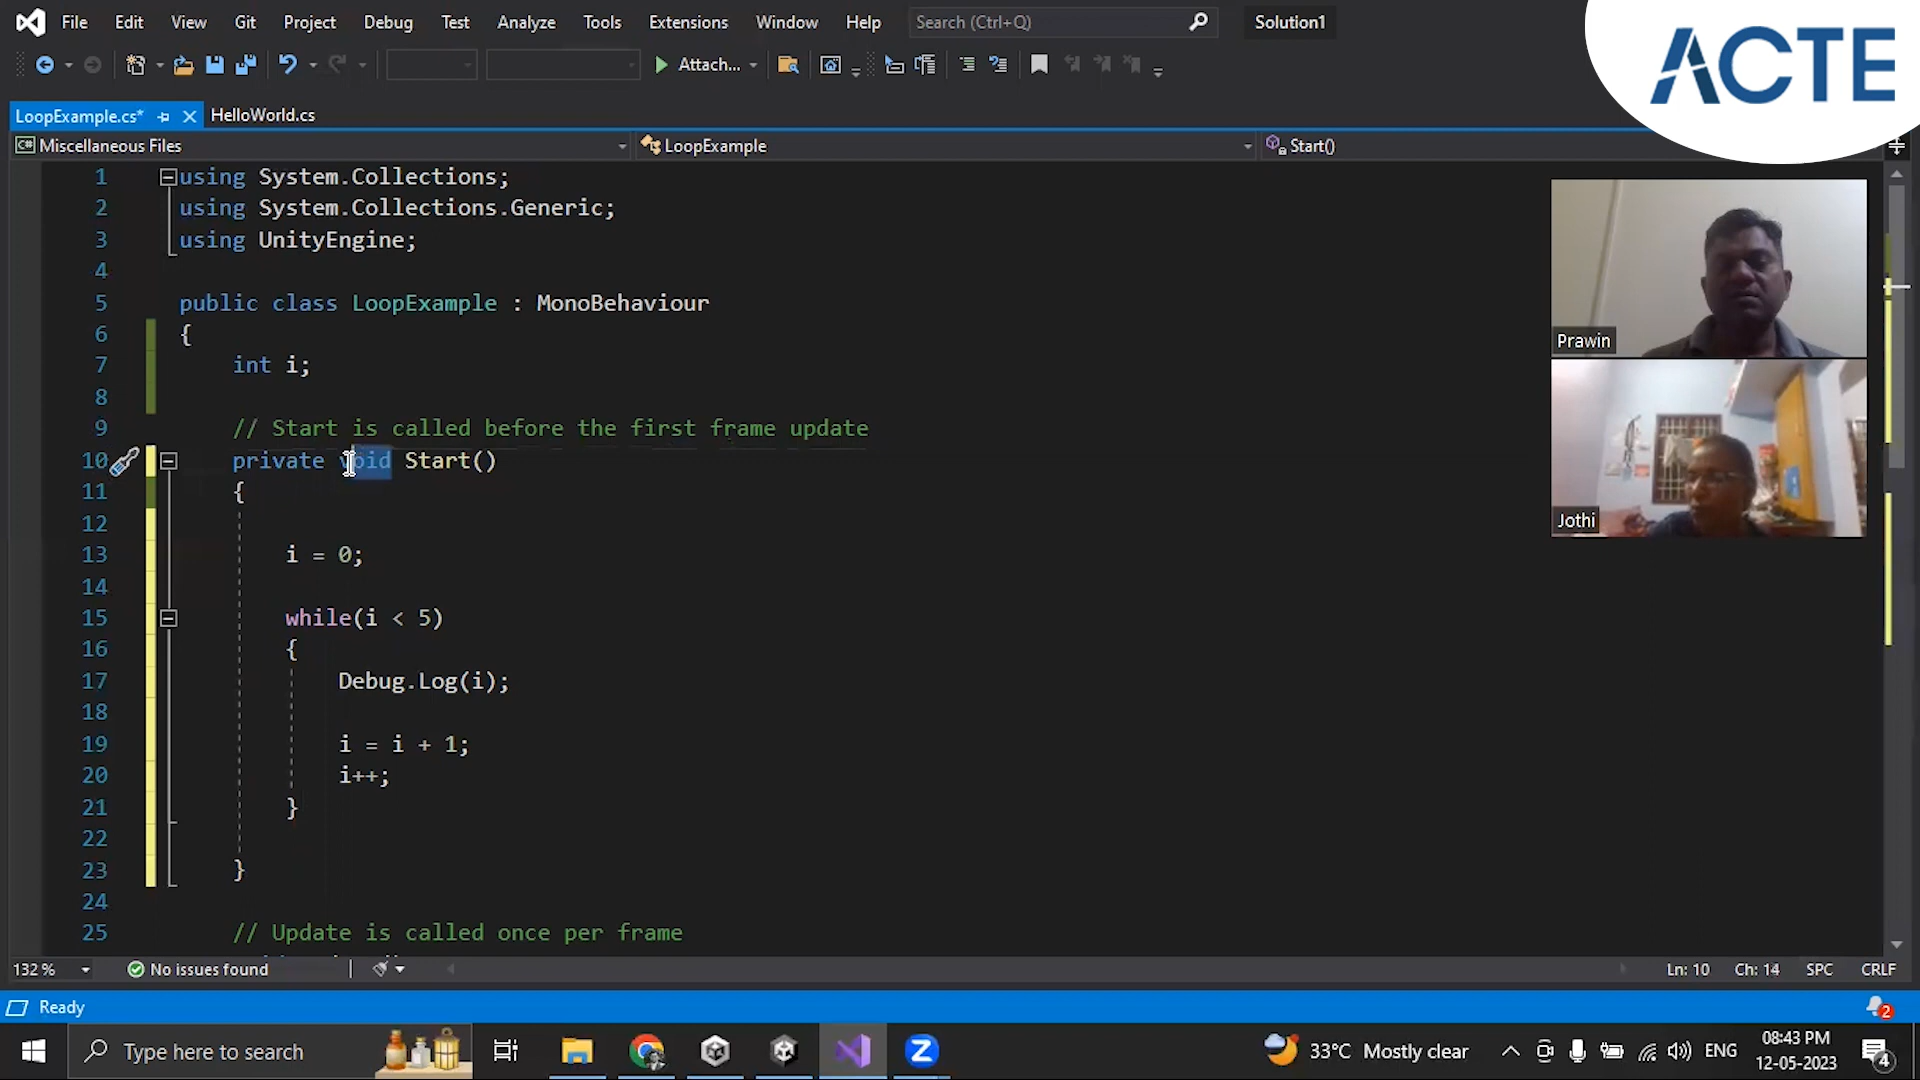 File Edit View Git Project Debug Test Analyze Tools Extensions Window Help Search (Ctrl+Q) Solution1
ACTE
Attach...
LoopExample.cs* HelloWorld.cs
C# Miscellaneous Files LoopExample Start()
1 using System.Collections;
2 using System.Collections.Generic;
3 using UnityEngine;
4
5 public class LoopExample : MonoBehaviour
6 {
7 int i;
8
9 // Start is called before the first frame update
10 private void Start()
11 {
12
13 i = 0;
14
15 while(i < 5)
16 {
17 Debug.Log(i);
18
19 i = i + 1;
20 i++;
21 }
22
23 }
24
25 // Update is called once per frame
Prawin
Jothi
132 % No issues found Ln: 10 Ch: 14 SPC CRLF
Ready 2
Type here to search 33°C Mostly clear ENG 08:43 PM
12-05-2023 4